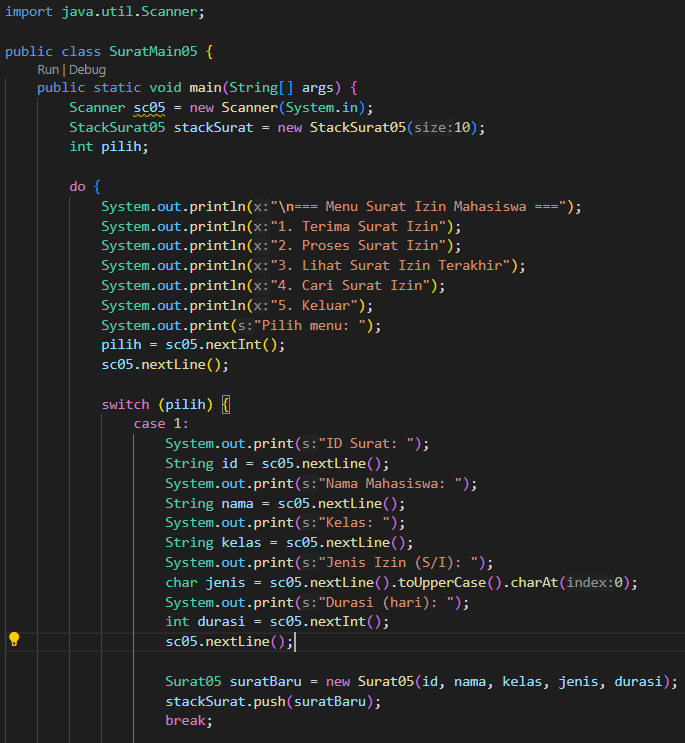 import java.util.Scanner;
public class SuratMain05 {
Run | Debug
public static void main(String[] args) {
Scanner sc05 = new Scanner(System.in);
StackSurat05 stackSurat = new StackSurat05(size:10);
int pilih;
do {
System.out.println(x:"\n=== Menu Surat Izin Mahasiswa ===");
System.out.println(x:"1. Terima Surat Izin");
System.out.println(x:"2. Proses Surat Izin");
System.out.println(x:"3. Lihat Surat Izin Terakhir");
System.out.println(x:"4. Cari Surat Izin");
System.out.println(x:"5. Keluar");
System.out.print(s:"Pilih menu: ");
pilih = sc05.nextInt();
sc05.nextLine();
switch (pilih) {
case 1:
System.out.print(s:"ID Surat: ");
String id = sc05.nextLine();
System.out.print(s:"Nama Mahasiswa: ");
String nama = sc05.nextLine();
System.out.print(s:"Kelas: ");
String kelas = sc05.nextLine();
System.out.print(s:"Jenis Izin (S/I): ");
char jenis = sc05.nextLine().toUpperCase().charAt(index:0);
System.out.print(s:"Durasi (hari): ");
int durasi = sc05.nextInt();
sc05.nextLine();
Surat05 suratBaru = new Surat05(id, nama, kelas, jenis, durasi);
stackSurat.push(suratBaru);
break;